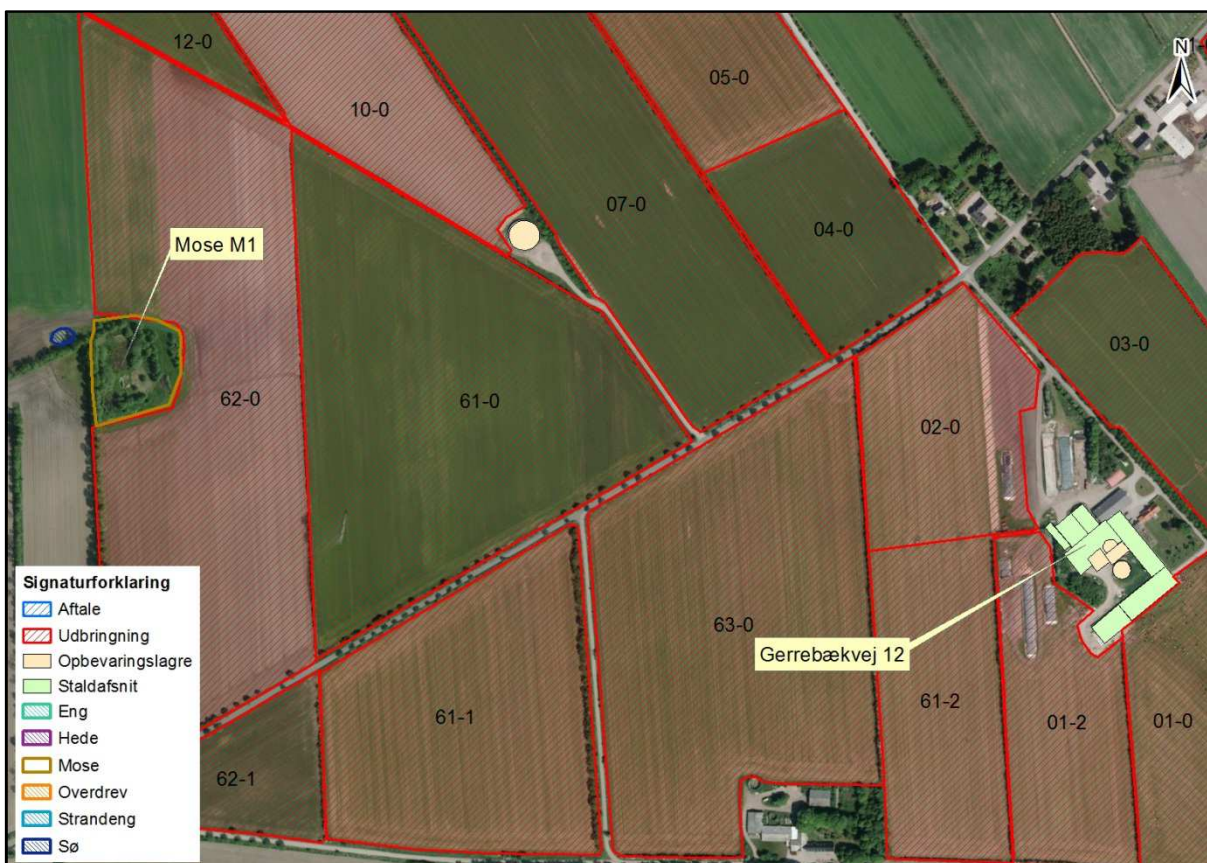 12-0
05-0
N
10-0
07-0
04-0
Mose M1
03-0
62-0
61-0
02-0
Signaturforklaring
Aftale
Udbringning
Opbevaringslagre
Staldafsnit
Eng
Hede
Mose
Overdrev
Strandeng
Sø
63-0
Gerrebækvej 12
61-1
61-2
01-2
01-0
62-1